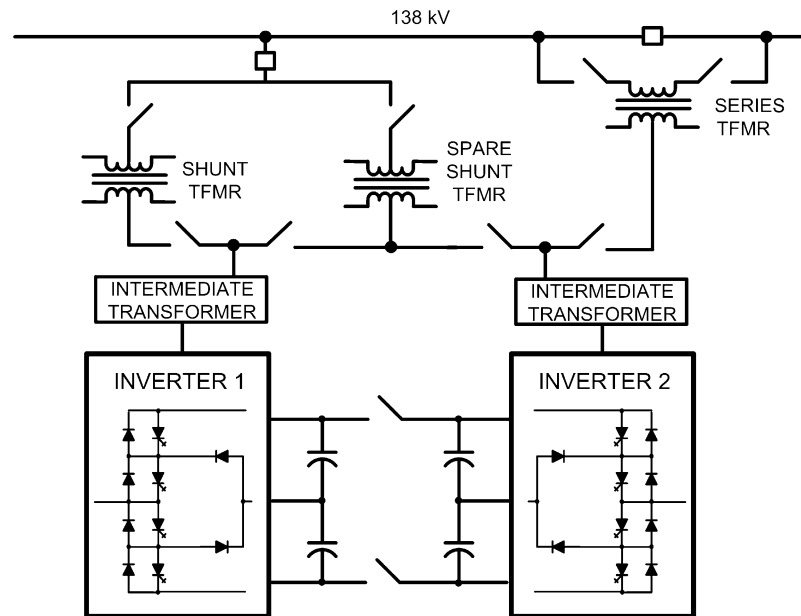 138 kV
SERIES
TFMR
SHUNT
TFMR
SPARE
SHUNT
TFMR
INTERMEDIATE
TRANSFORMER
INTERMEDIATE
TRANSFORMER
INVERTER 1
INVERTER 2